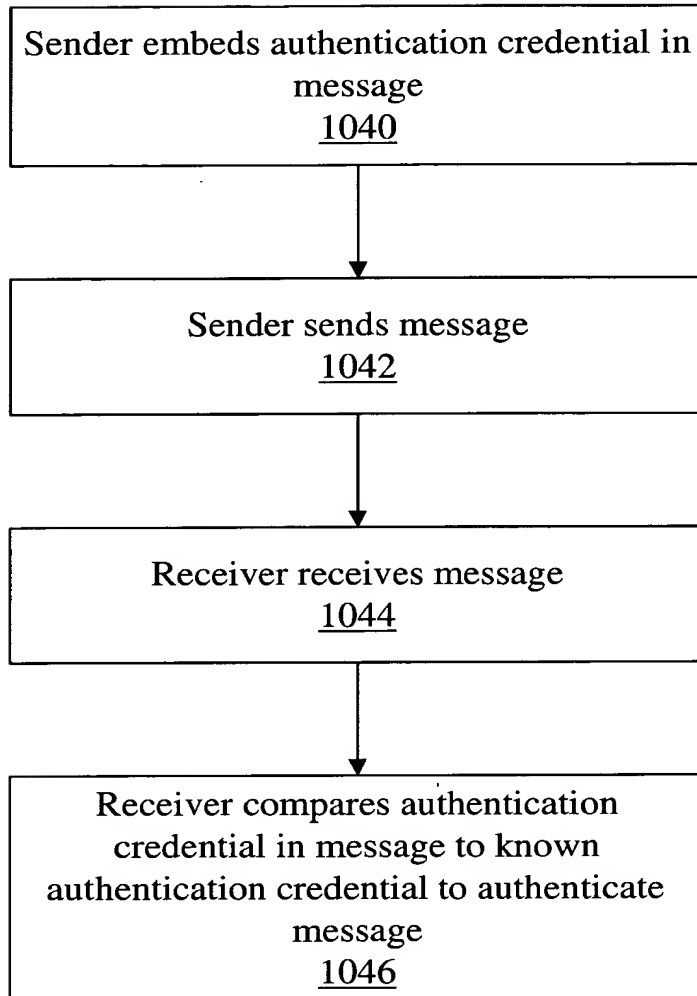 Sender embeds authentication credential in
message
1040
Sender sends message
1042
Receiver receives message
1044
Receiver compares authentication
credential in message to known
authentication credential to authenticate
message
1046